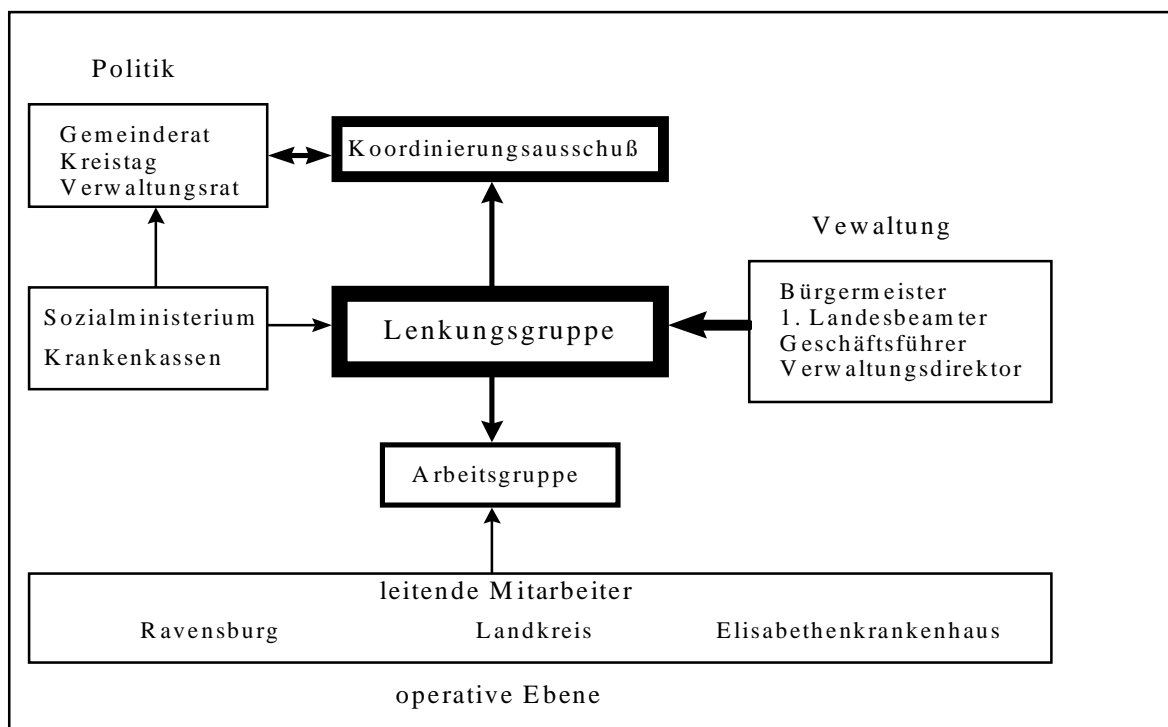 Politik
Gemeinderat
Kreistag
Verwaltungsrat
Koordinierungsausschuß
Vewaltung
Bürgermeister
1. Landesbeamter
Geschäftsführer
Verwaltungsdirektor
Sozialministerium
Krankenkassen
Lenkungsgruppe
Arbeitsgruppe
leitende Mitarbeiter
Ravensburg Landkreis Elisabethenkrankenhaus
operative Ebene